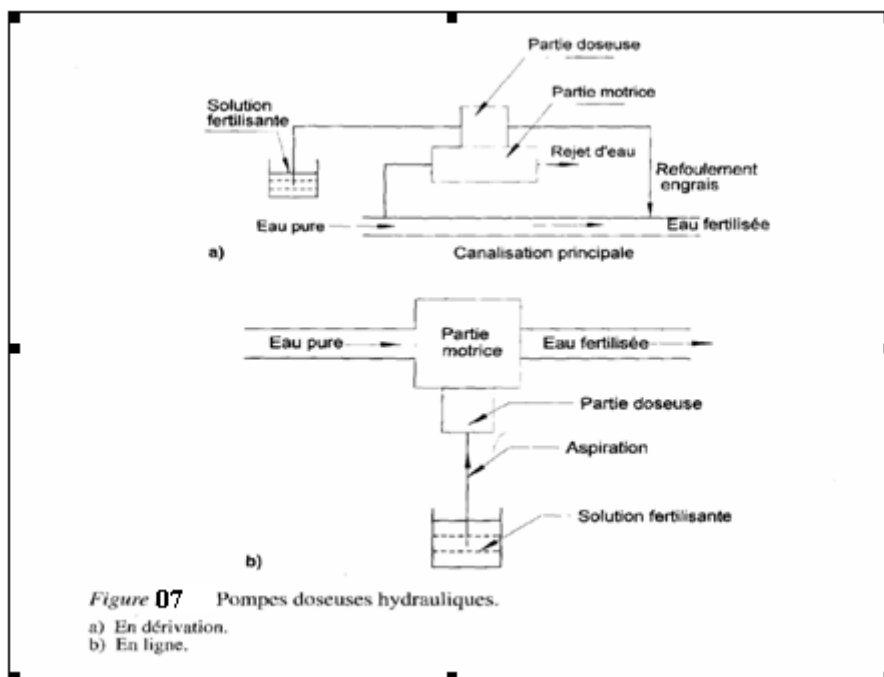 Partie doseuse
Partie motrice
Solution
fertilisante
Rejet d'eau
Refoulement
engrais
Eau pure
Eau fertilisée
a)
Canalisation principale
Eau pure
Partie
motrice
Eau fertilisée
Partie doseuse
Aspiration
Solution fertilisante
b)
Figure 07 Pompes doseuses hydrauliques.
a) En dérivation.
b) En ligne.